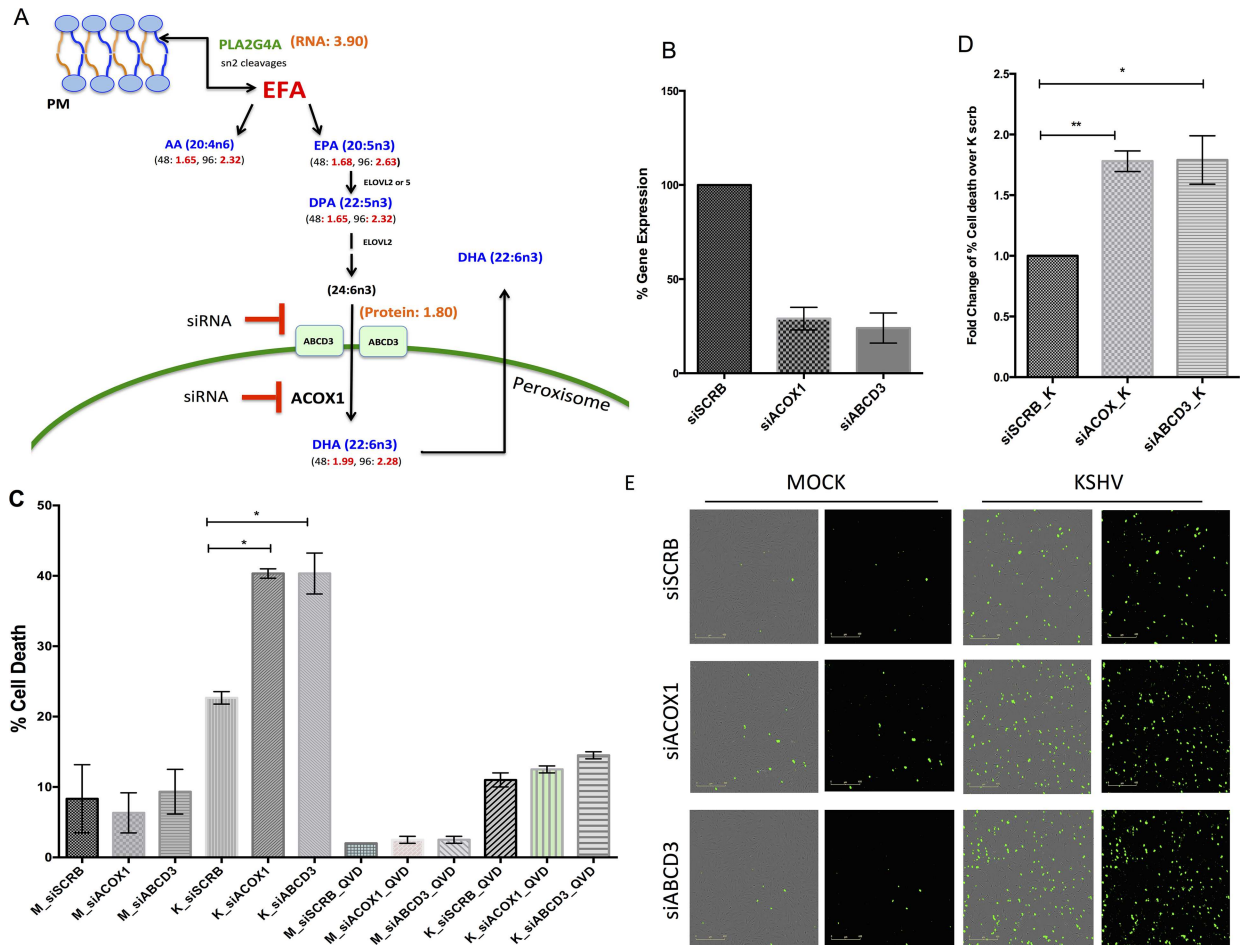 A
PLA2G4A (RNA: 3.90)
sn2 cleavages
PM
EFA
AA (20:4n6)
(48: 1.65, 96: 2.32)
EPA (20:5n3)
(48: 1.68, 96: 2.63)
ELOVL2 or 5
DPA (22:5n3)
(48: 1.65, 96: 2.32)
ELOVL2
DHA (22:6n3)
(24:6n3)
siRNA
(Protein: 1.80)
ABCD3
ABCD3
siRNA
ACOX1
Peroxisome
DHA (22:6n3)
(48: 1.99, 96: 2.28)
B
% Gene Expression
150
100
50
0
siSCRB
siACOX1
siABCD3
D
Fold Change of % Cell death over K scrb
2.5
2.0
1.5
1.0
0.5
0.0
*
**
siSCRB_K
siACOX_K
siABCD3_K
C
% Cell Death
50
40
30
20
10
0
*
*
M_siSCRB
M_siACOX1
M_siABCD3
K_siSCRB
K_siACOX1
K_siABCD3
M_siSCRB_QVD
M_siACOX1_QVD
M_siABCD3_QVD
K_siSCRB_QVD
K_siACOX1_QVD
K_siABCD3_QVD
E
MOCK
KSHV
siSCRB
siACOX1
siABCD3